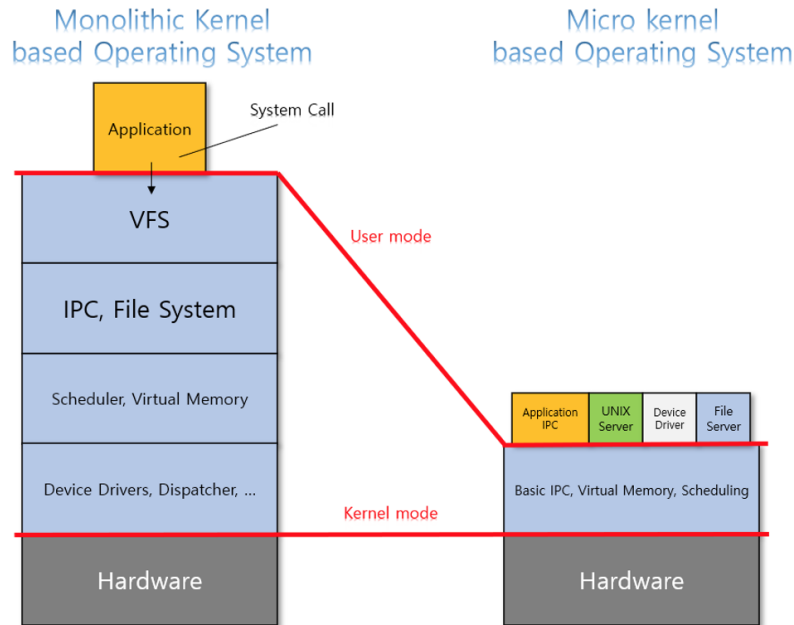 Monolithic Kernel
based Operating System
Micro kernel
based Operating System
Application
System Call
VFS
IPC, File System
Scheduler, Virtual Memory
Device Drivers, Dispatcher, ...
Hardware
User mode
Kernel mode
Application
IPC
UNIX
Server
Device
Driver
File
Server
Basic IPC, Virtual Memory, Scheduling
Hardware